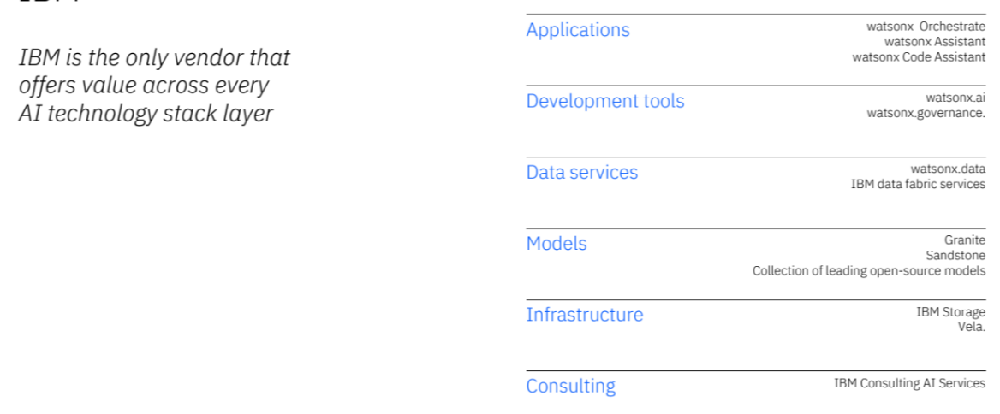 IBM is the only vendor that
offers value across every
AI technology stack layer
Applications
watsonx Orchestrate
watsonx Assistant
watsonx Code Assistant
Development tools
watsonx.ai
watsonx.governance.
Data services
watsonx.data
IBM data fabric services
Models
Granite
Sandstone
Collection of leading open-source models
Infrastructure
IBM Storage
Vela.
Consulting
IBM Consulting AI Services